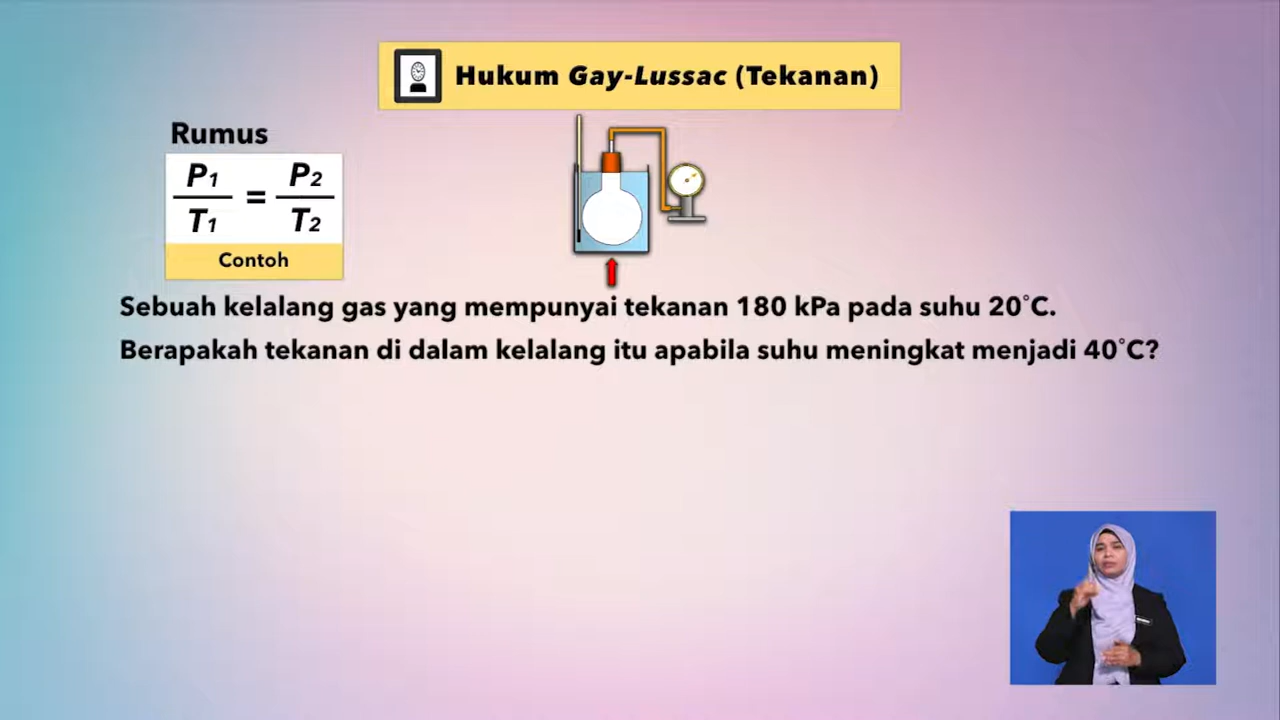 Hukum Gay-Lussac (Tekanan)
Rumus
P1 / T1 = P2 / T2
Contoh
Sebuah kelalang gas yang mempunyai tekanan 180 kPa pada suhu 20°C.
Berapakah tekanan di dalam kelalang itu apabila suhu meningkat menjadi 40°C?